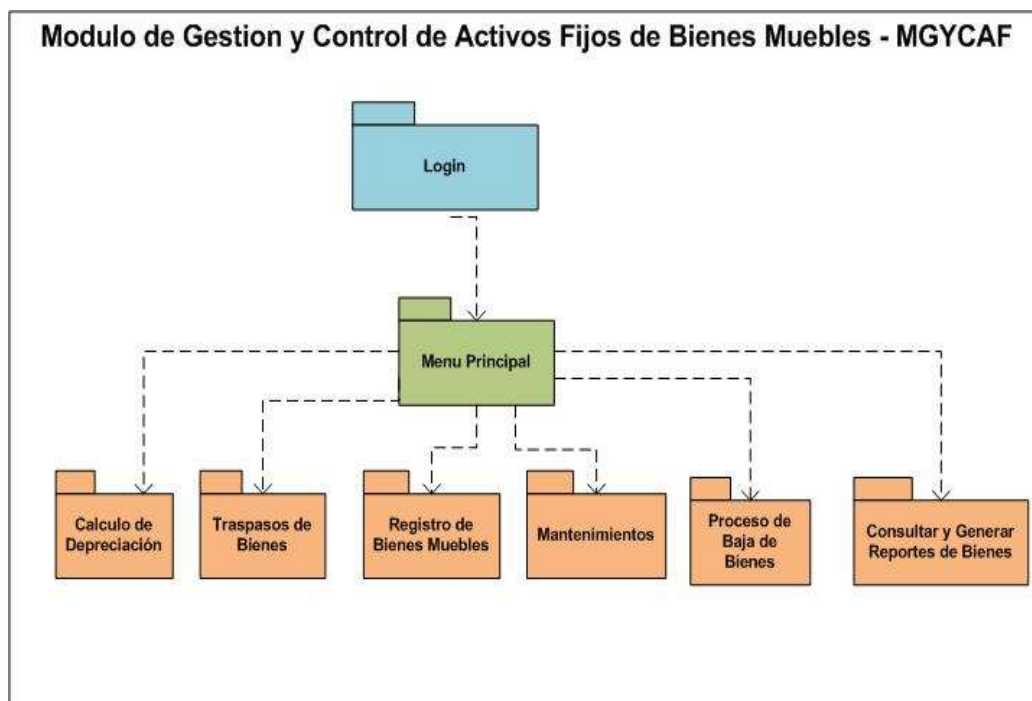 Modulo de Gestion y Control de Activos Fijos de Bienes Muebles - MGYCAF
Login
Menu Principal
Calculo de
Depreciación
Traspasos de
Bienes
Registro de
Bienes Muebles
Mantenimientos
Proceso de
Baja de
Bienes
Consultar y Generar
Reportes de Bienes